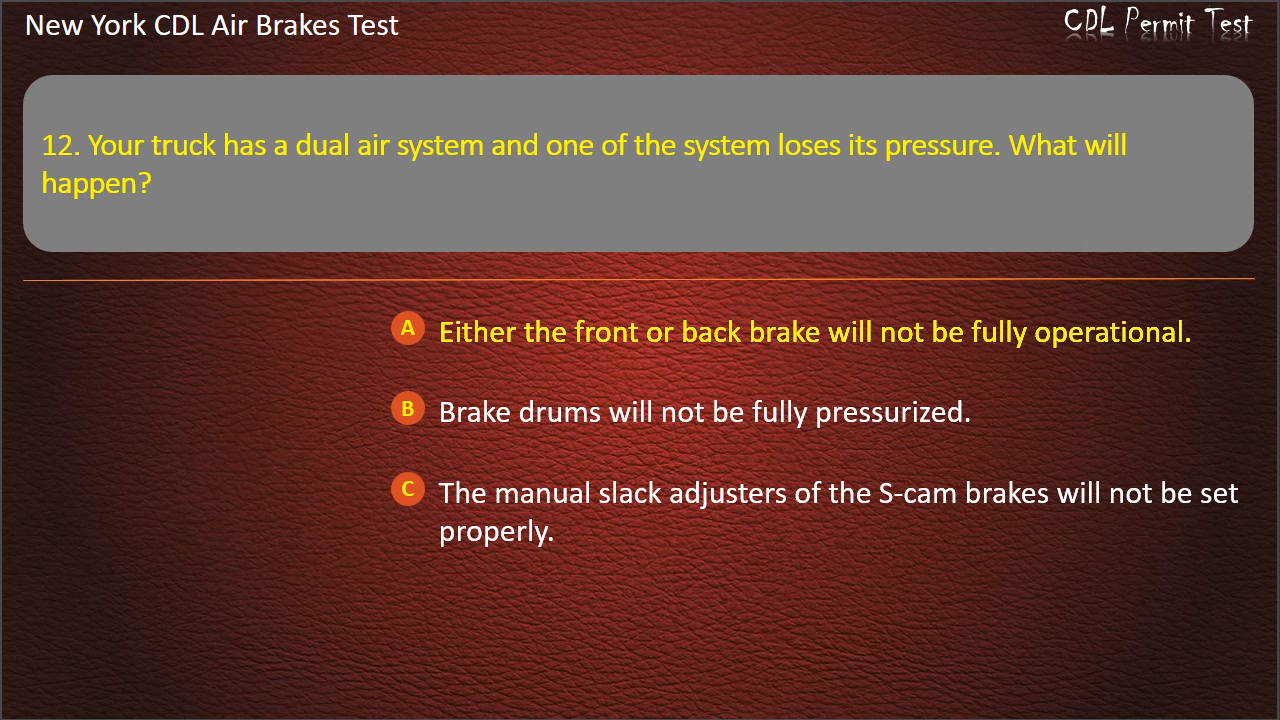 New York CDL Air Brakes Test
CDL Permit Test
12. Your truck has a dual air system and one of the system loses its pressure. What will
happen?
A Either the front or back brake will not be fully operational.
B Brake drums will not be fully pressurized.
C The manual slack adjusters of the S-cam brakes will not be set
properly.